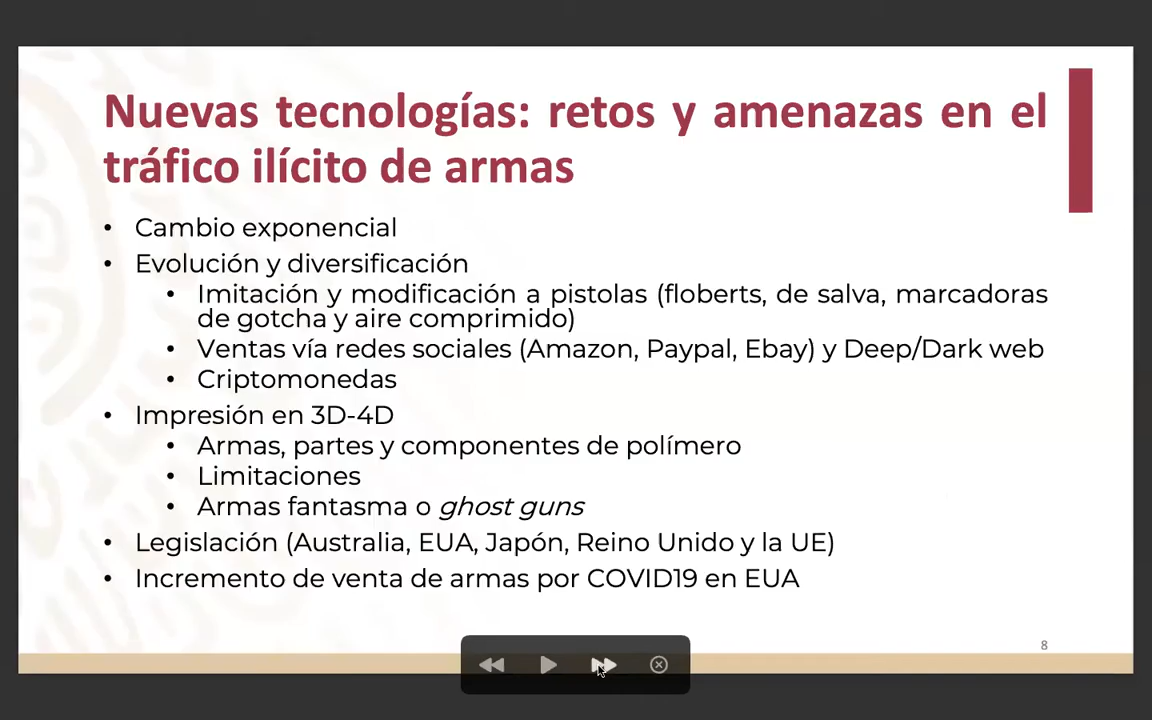 Nuevas tecnologías: retos y amenazas en el
tráfico ilícito de armas
• Cambio exponencial
• Evolución y diversificación
• Imitación y modificación a pistolas (floberts, de salva, marcadoras
de gotcha y aire comprimido)
• Ventas vía redes sociales (Amazon, Paypal, Ebay) y Deep/Dark web
• Criptomonedas
• Impresión en 3D-4D
• Armas, partes y componentes de polímero
• Limitaciones
• Armas fantasma o ghost guns
• Legislación (Australia, EUA, Japón, Reino Unido y la UE)
• Incremento de venta de armas por COVID19 en EUA
8